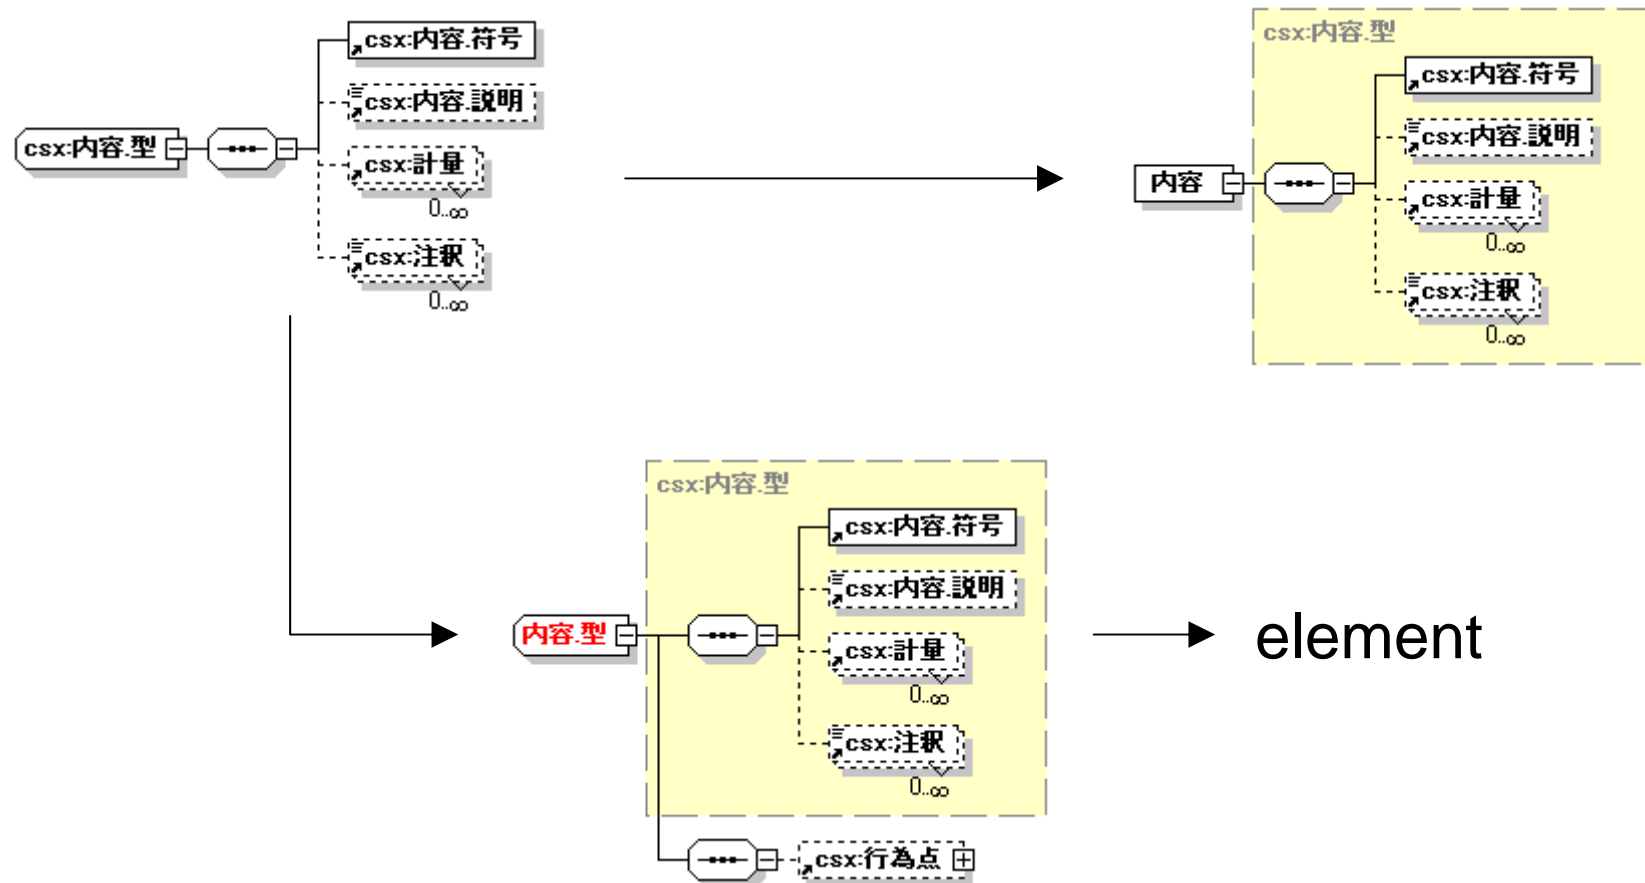 csx:内容.型
csx:内容.符号
csx:内容.説明
csx:計量
0..∞
csx:注釈
0..∞
csx:内容.型
内容
csx:内容.符号
csx:内容.説明
csx:計量
0..∞
csx:注釈
0..∞
csx:内容.型
内容.型
csx:内容.符号
csx:内容.説明
csx:計量
0..∞
csx:注釈
0..∞
csx:行為点
element